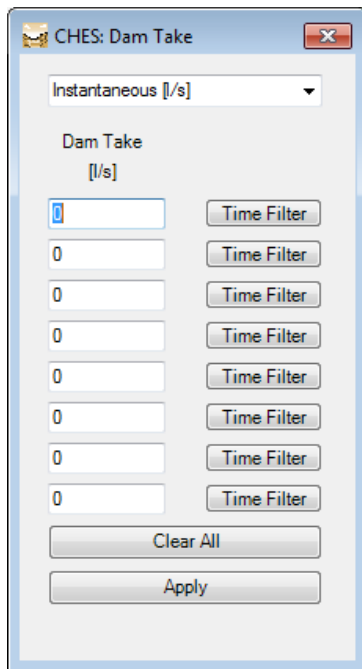 CHES: Dam Take
Instantaneous [l/s]
Dam Take
[l/s]
0 Time Filter
0 Time Filter
0 Time Filter
0 Time Filter
0 Time Filter
0 Time Filter
0 Time Filter
0 Time Filter
Clear All
Apply